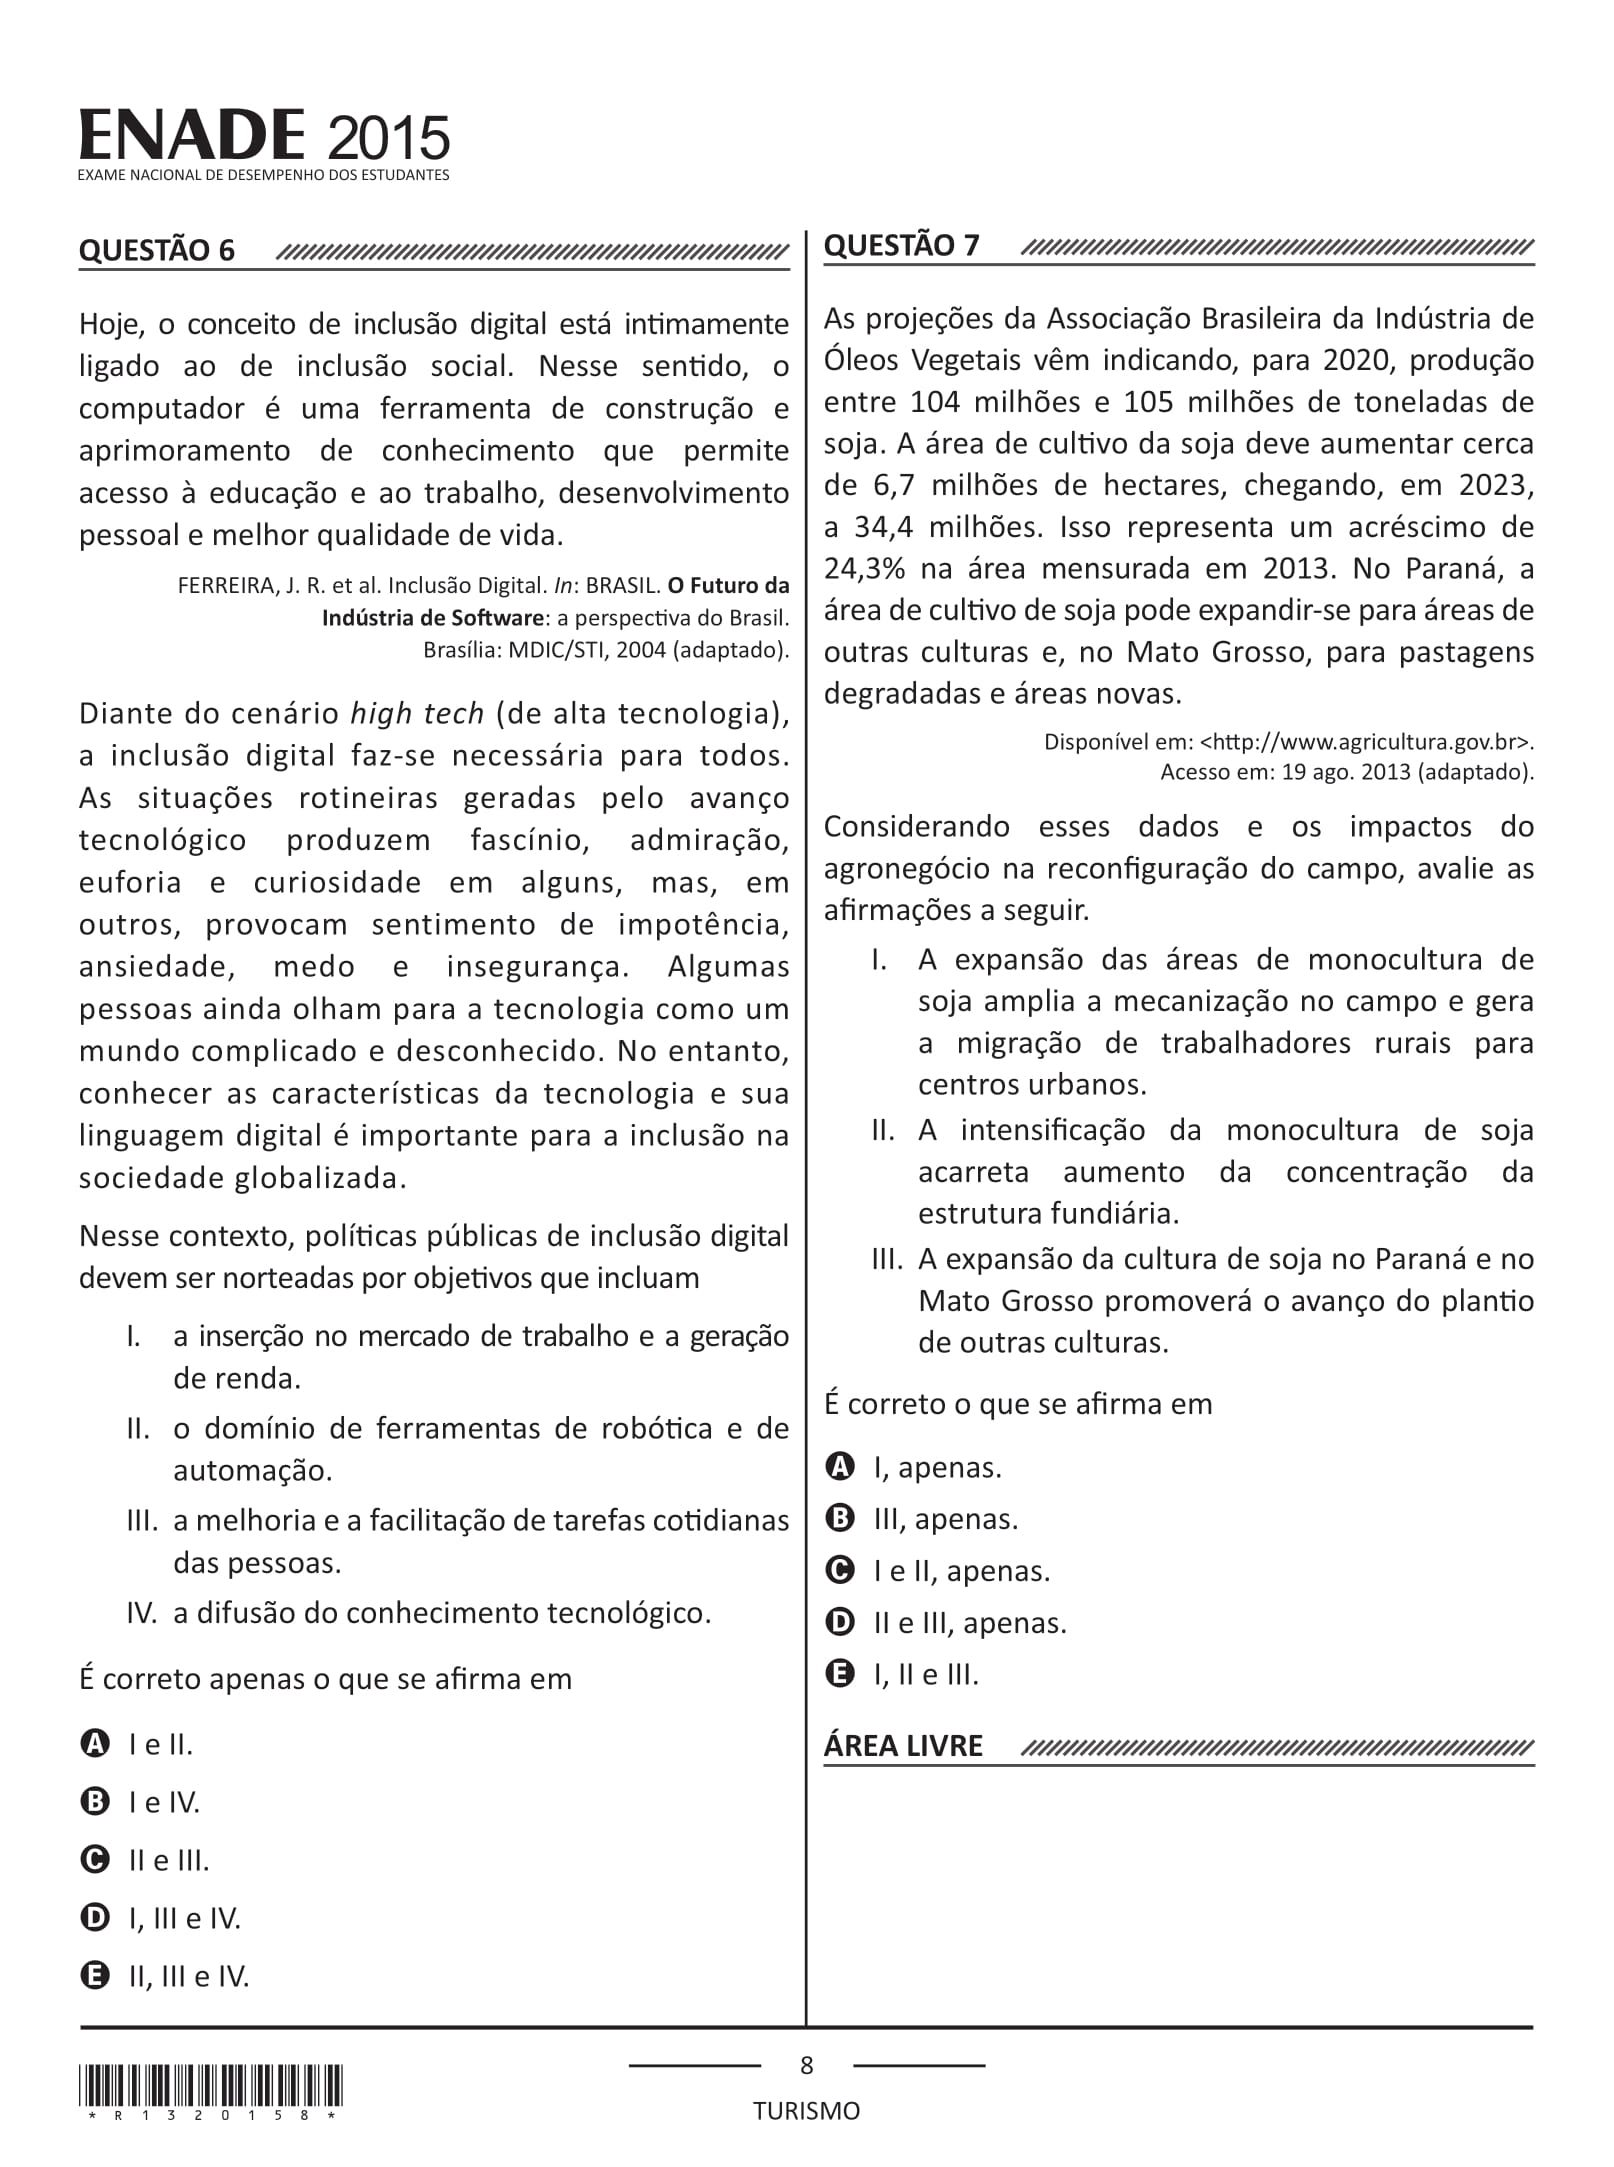 ENADE 2015
EXAME NACIONAL DE DESEMPENHO DOS ESTUDANTES
QUESTÃO 6
Hoje, o conceito de inclusão digital está intimamente
ligado ao de inclusão social. Nesse sentido, o
computador é uma ferramenta de construção e
aprimoramento de conhecimento que permite
acesso à educação e ao trabalho, desenvolvimento
pessoal e melhor qualidade de vida.
FERREIRA, J. R. et al. Inclusão Digital. In: BRASIL. O Futuro da
Indústria de Software: a perspectiva do Brasil.
Brasília: MDIC/STI, 2004 (adaptado).
Diante do cenário high tech (de alta tecnologia),
a inclusão digital faz-se necessária para todos.
As situações rotineiras geradas pelo avanço
tecnológico produzem fascínio, admiração,
euforia e curiosidade em alguns, mas, em
outros, provocam sentimento de impotência,
ansiedade, medo e insegurança. Algumas
pessoas ainda olham para a tecnologia como um
mundo complicado e desconhecido. No entanto,
conhecer as características da tecnologia e sua
linguagem digital é importante para a inclusão na
sociedade globalizada.
Nesse contexto, políticas públicas de inclusão digital
devem ser norteadas por objetivos que incluam
I. a inserção no mercado de trabalho e a geração
de renda.
II. o domínio de ferramentas de robótica e de
automação.
III. a melhoria e a facilitação de tarefas cotidianas
das pessoas.
IV. a difusão do conhecimento tecnológico.
É correto apenas o que se afirma em
A I e II.
B I e IV.
C II e III.
D I, III e IV.
E II, III e IV.
QUESTÃO 7
As projeções da Associação Brasileira da Indústria de
Óleos Vegetais vêm indicando, para 2020, produção
entre 104 milhões e 105 milhões de toneladas de
soja. A área de cultivo da soja deve aumentar cerca
de 6,7 milhões de hectares, chegando, em 2023,
a 34,4 milhões. Isso representa um acréscimo de
24,3% na área mensurada em 2013. No Paraná, a
área de cultivo de soja pode expandir-se para áreas de
outras culturas e, no Mato Grosso, para pastagens
degradadas e áreas novas.
Disponível em: <http://www.agricultura.gov.br>.
Acesso em: 19 ago. 2013 (adaptado).
Considerando esses dados e os impactos do
agronegócio na reconfiguração do campo, avalie as
afirmações a seguir.
I. A expansão das áreas de monocultura de
soja amplia a mecanização no campo e gera
a migração de trabalhadores rurais para
centros urbanos.
II. A intensificação da monocultura de soja
acarreta aumento da concentração da
estrutura fundiária.
III. A expansão da cultura de soja no Paraná e no
Mato Grosso promoverá o avanço do plantio
de outras culturas.
É correto o que se afirma em
A I, apenas.
B III, apenas.
C I e II, apenas.
D II e III, apenas.
E I, II e III.
ÁREA LIVRE
*R1320158*
8
TURISMO